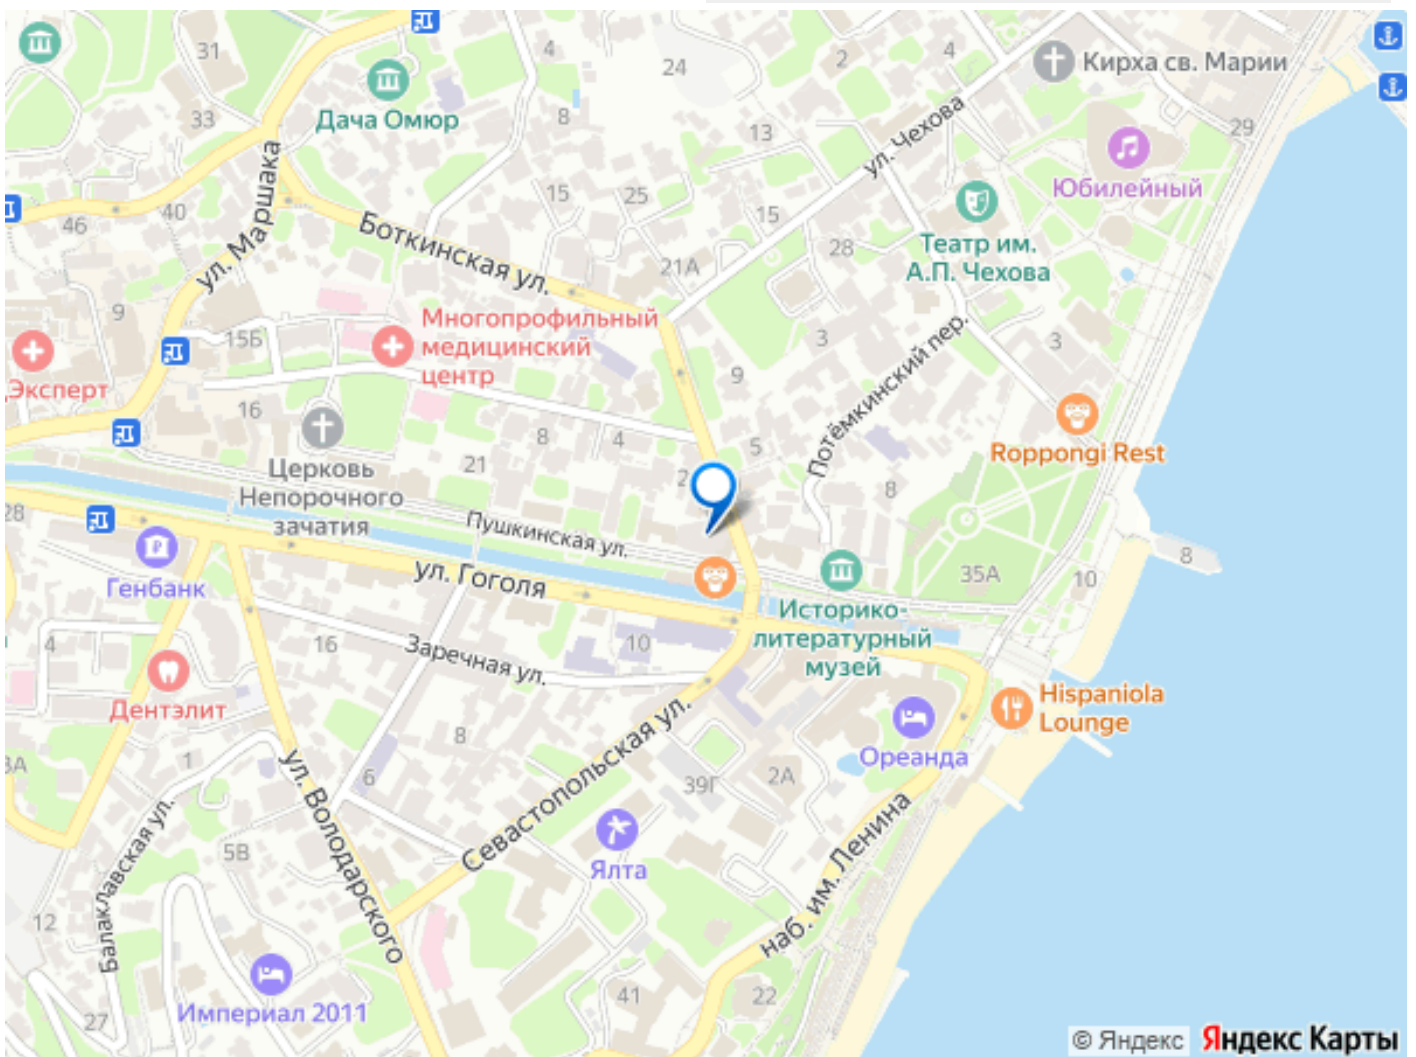 31
4
24
2
4
Кирха св. Марии
Дача Омюр
33
8
13
ул. Чехова
29
Юбилейный
ул. Маршака
40
46
15
25
15
28
Театр им.
А.П. Чехова
Боткинская ул.
21А
9
15Б
Многопрофильный
медицинский
центр
3
3
Потёмкинский пер.
Эксперт
16
9
8
4
5
Roppongi Rest
Церковь
Непорочного
зачатия
21
2
8
28
Пушкинская ул.
Генбанк
ул. Гоголя
35А
10
8
Историко-
литературный
музей
4
16
Заречная ул.
10
Дентэлит
Hispaniola
Lounge
Ореанда
3А
1
8
6
39Г
2А
ул. Володарского
Севастопольская ул.
Балаклавская ул.
5В
Ялта
наб. им. Ленина
12
Империал 2011
27
41
22
© Яндекс Яндекс Карты